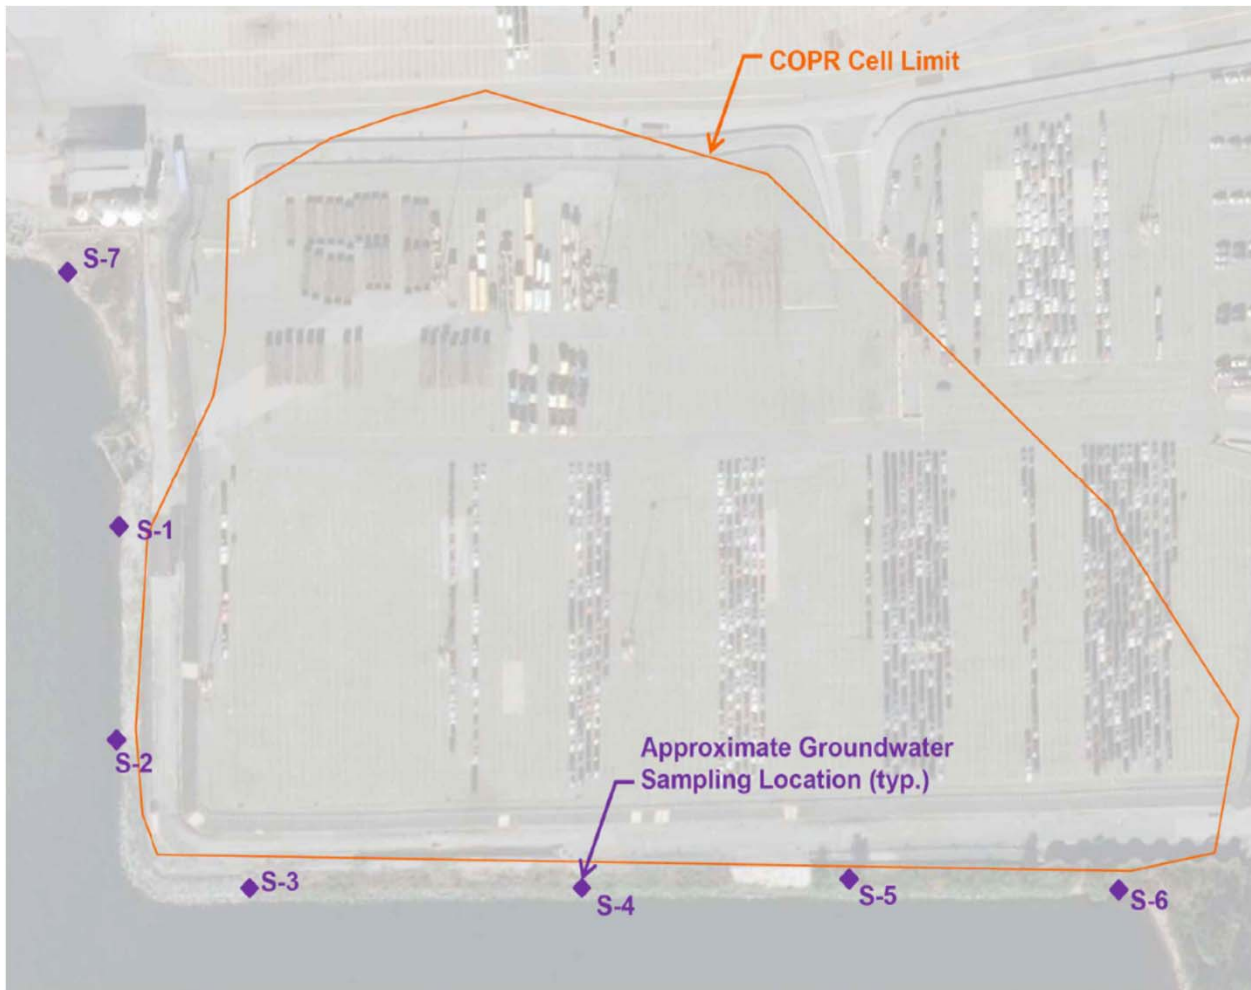 COPR Cell Limit
S-7
S-1
Approximate Groundwater
Sampling Location (typ.)
S-2
S-3
S-4
S-5
S-6